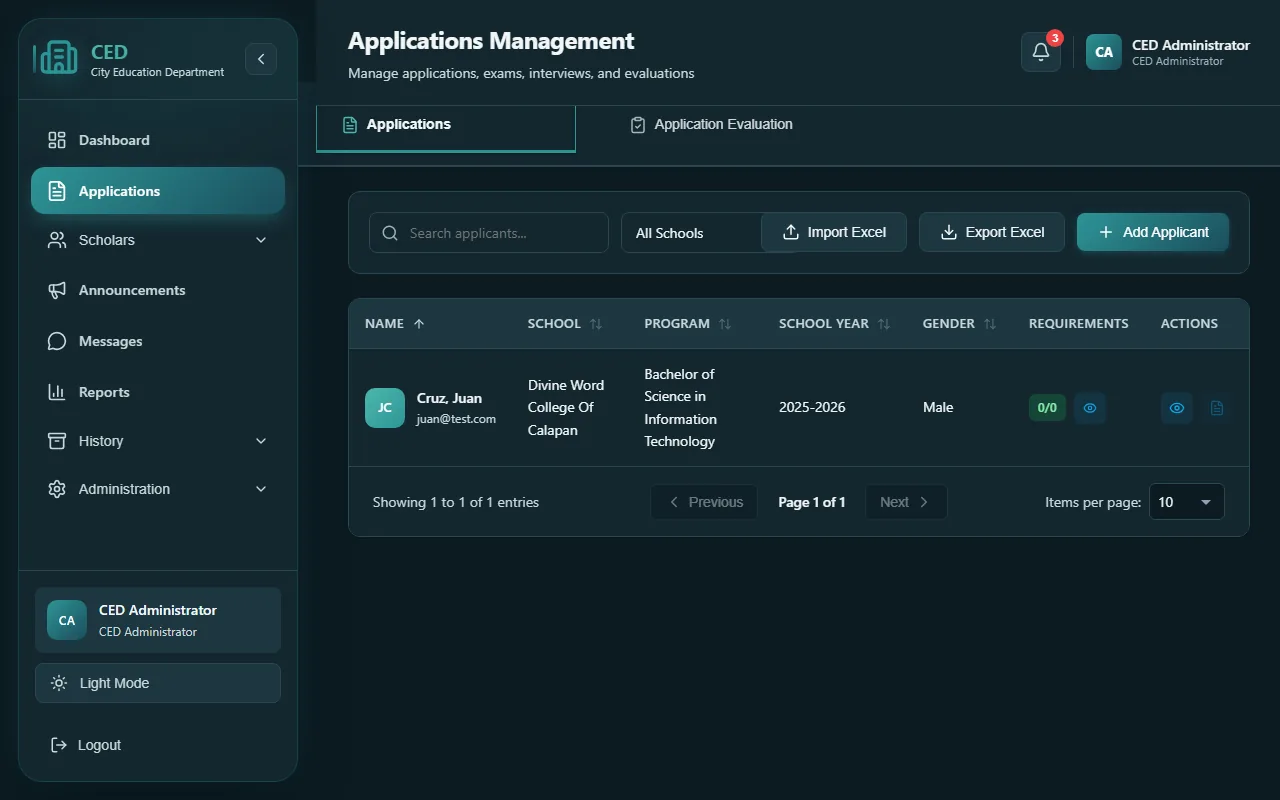 CED
City Education Department
Dashboard
Applications
Scholars
Announcements
Messages
Reports
History
Administration
CA
CED Administrator
CED Administrator
Light Mode
Logout
Applications Management
Manage applications, exams, interviews, and evaluations
3
CA
CED Administrator
CED Administrator
Applications
Application Evaluation
Search applicants...
All Schools
Import Excel
Export Excel
Add Applicant
NAME SCHOOL PROGRAM SCHOOL YEAR GENDER REQUIREMENTS ACTIONS
JC
Cruz, Juan
juan@test.com
Divine Word
College Of
Calapan
Bachelor of
Science in
Information
Technology
2025-2026
Male
0/0
Showing 1 to 1 of 1 entries
Previous
Page 1 of 1
Next
Items per page:
10